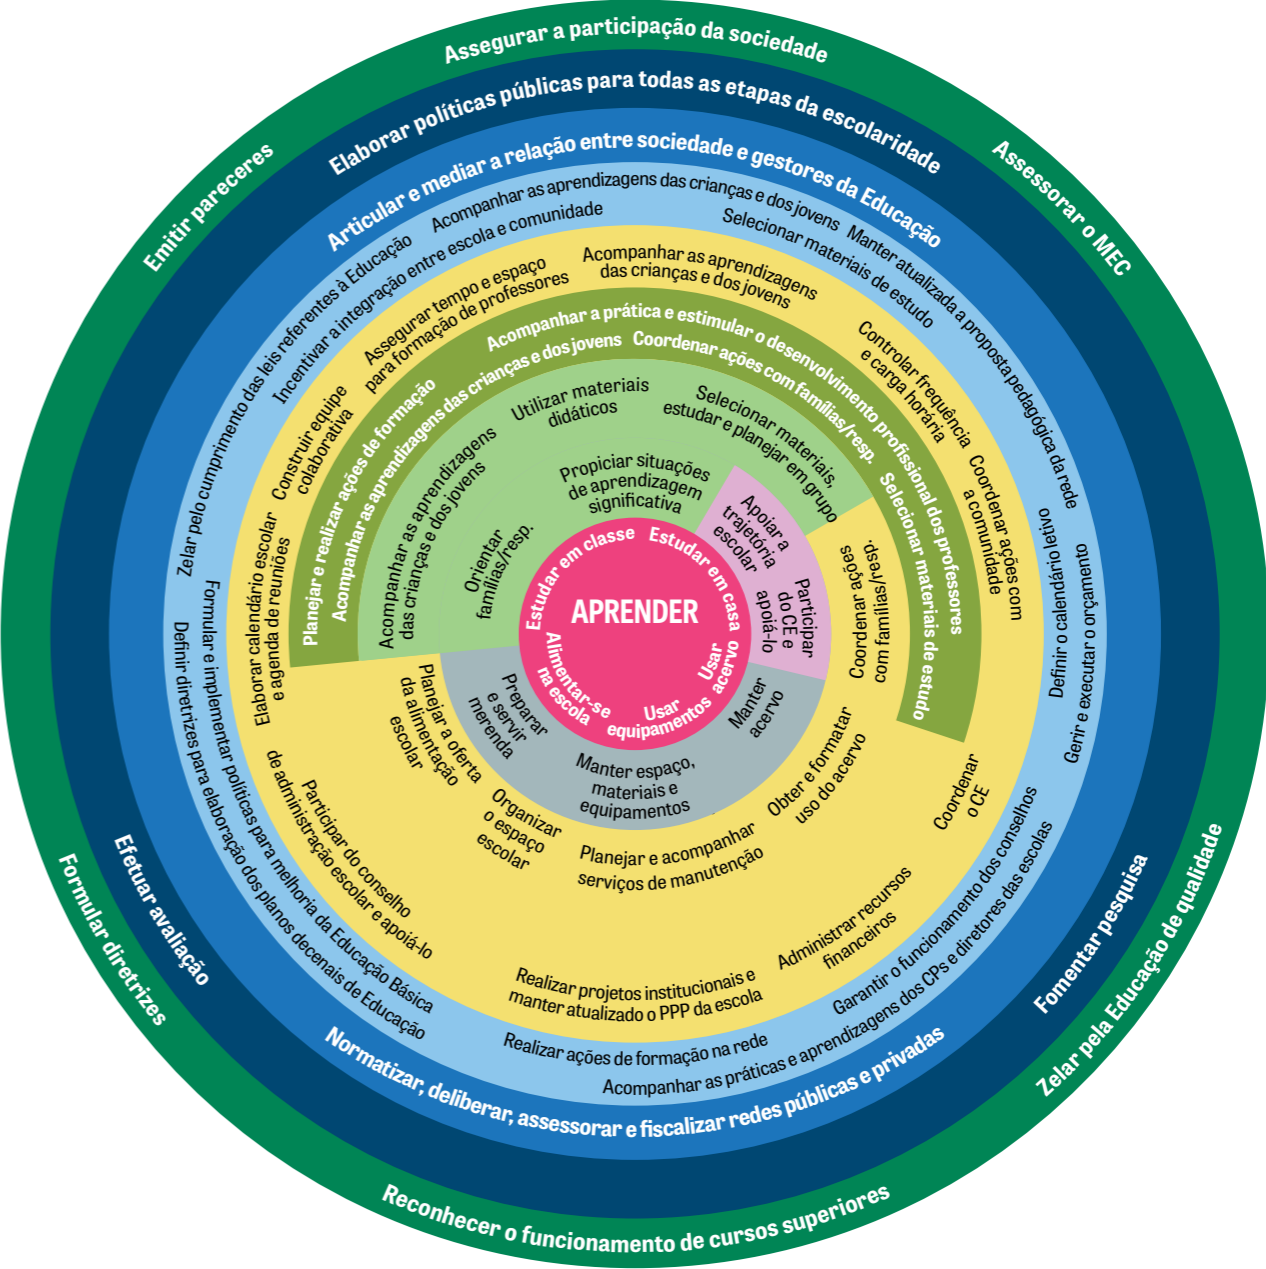 Assegurar a participação da sociedade
Assessorar o MEC
Zelar pela Educação de qualidade
Reconhecer o funcionamento de cursos superiores
Formular diretrizes
Emitir pareceres
Elaborar políticas públicas para todas as etapas da escolaridade
Fomentar pesquisa
Efetuar avaliação
Articular e mediar a relação entre sociedade e gestores da Educação
Normatizar, deliberar, assessorar e fiscalizar redes públicas e privadas
Zelar pelo cumprimento das leis referentes à Educação
Incentivar a integração entre escola e comunidade
Acompanhar as aprendizagens das crianças e dos jovens
Selecionar materiais de estudo
Manter atualizada a proposta pedagógica da rede
Definir o calendário letivo
Gerir e executar o orçamento
Garantir o funcionamento dos conselhos
Acompanhar as práticas e aprendizagens dos CPs e diretores das escolas
Realizar ações de formação na rede
Formular e implementar políticas para melhoria da Educação Básica
Definir diretrizes para elaboração dos planos decenais de Educação
Elaborar calendário escolar
e agenda de reuniões
Construir equipe
colaborativa
Assegurar tempo e espaço
para formação de professores
Acompanhar as aprendizagens
das crianças e dos jovens
Controlar frequência
e carga horária
Coordenar ações com
a comunidade
Coordenar
o CE
Administrar recursos
financeiros
Realizar projetos institucionais e
manter atualizado o PPP da escola
Participar do conselho
de administração escolar e apoiá-lo
Planejar e realizar ações de formação
Acompanhar a prática e estimular o desenvolvimento profissional dos professores
Acompanhar as aprendizagens das crianças e dos jovens
Coordenar ações com famílias/resp.
Selecionar materiais de estudo
Acompanhar as aprendizagens
das crianças e dos jovens
Utilizar materiais
didáticos
Selecionar materiais,
estudar e planejar em grupo
Orientar
famílias/resp.
Propiciar situações
de aprendizagem
significativa
Apoiar a
trajetória
escolar
Participar
do CE e
apoiá-lo
Coordenar ações
com famílias/resp.
Obter e formatar
uso do acervo
Planejar e acompanhar
serviços de manutenção
Organizar
o espaço
escolar
Planejar a oferta
da alimentação
escolar
Manter
acervo
Manter espaço,
materiais e
equipamentos
Preparar
e servir
merenda
Estudar em classe
Estudar em casa
Usar
acervo
Usar
equipamentos
Alimentar-se
na escola
APRENDER